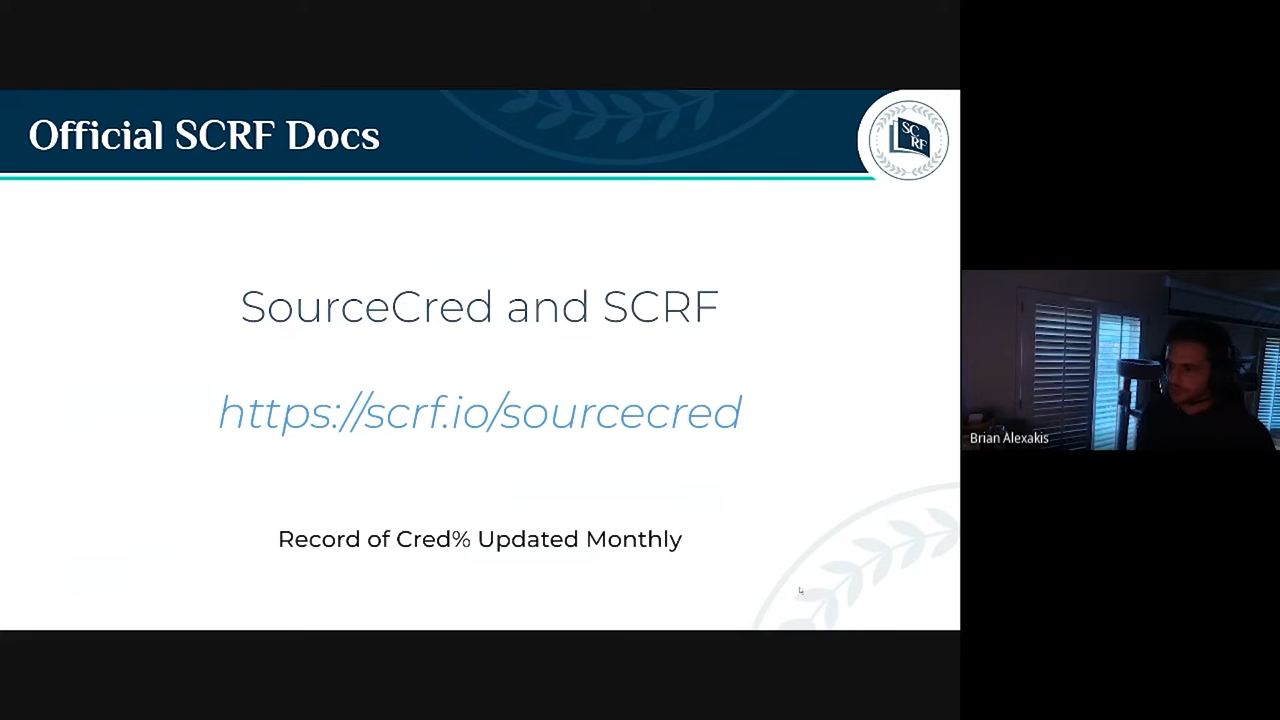 Official SCRF Docs
SC
RF
SourceCred and SCRF
https://scrf.io/sourcecred
Record of Cred% Updated Monthly
Brian Alexakis